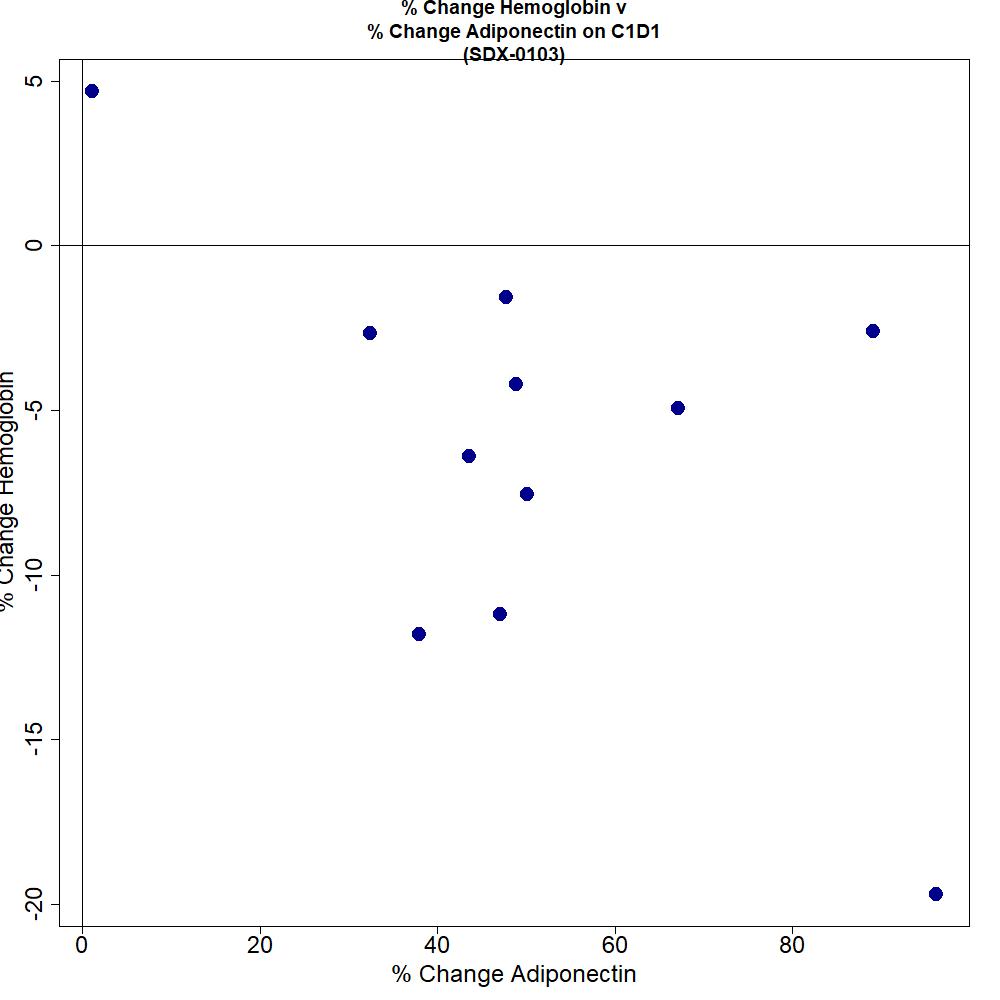 % Change Hemoglobin v
% Change Adiponectin on C1D1
(SDX-0103)
5
0
-5
-10
-15
-20
% Change Hemoglobin
0 20 40 60 80
% Change Adiponectin